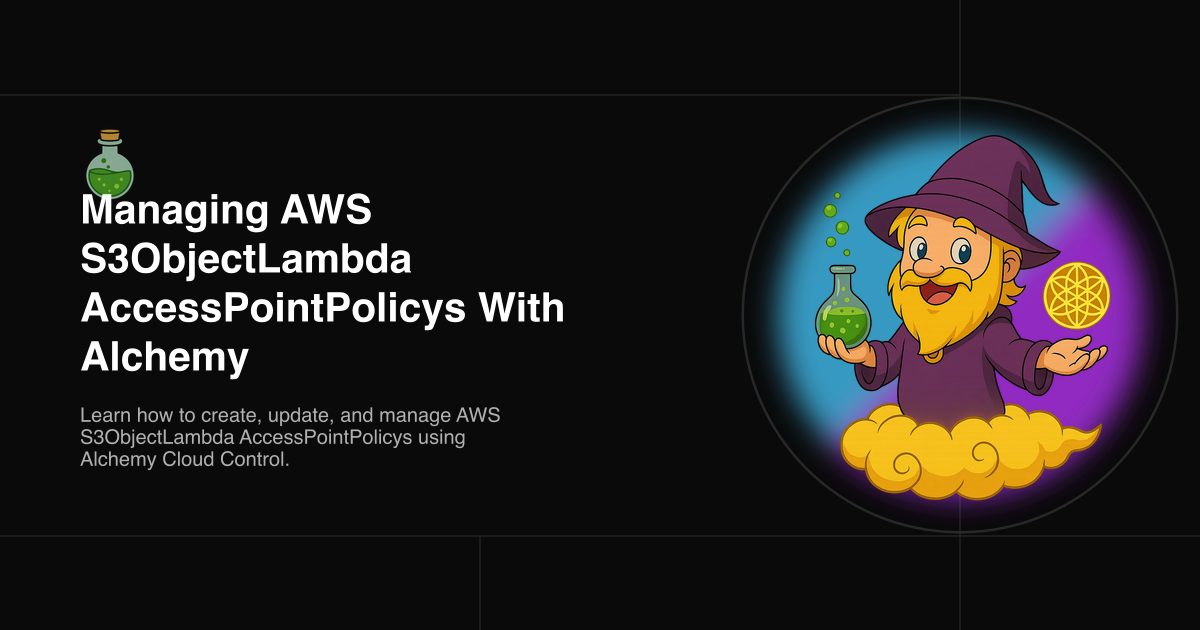 Managing AWS
S3ObjectLambda
AccessPointPolicys With
Alchemy
Learn how to create, update, and manage AWS
S3ObjectLambda AccessPointPolicys using
Alchemy Cloud Control.